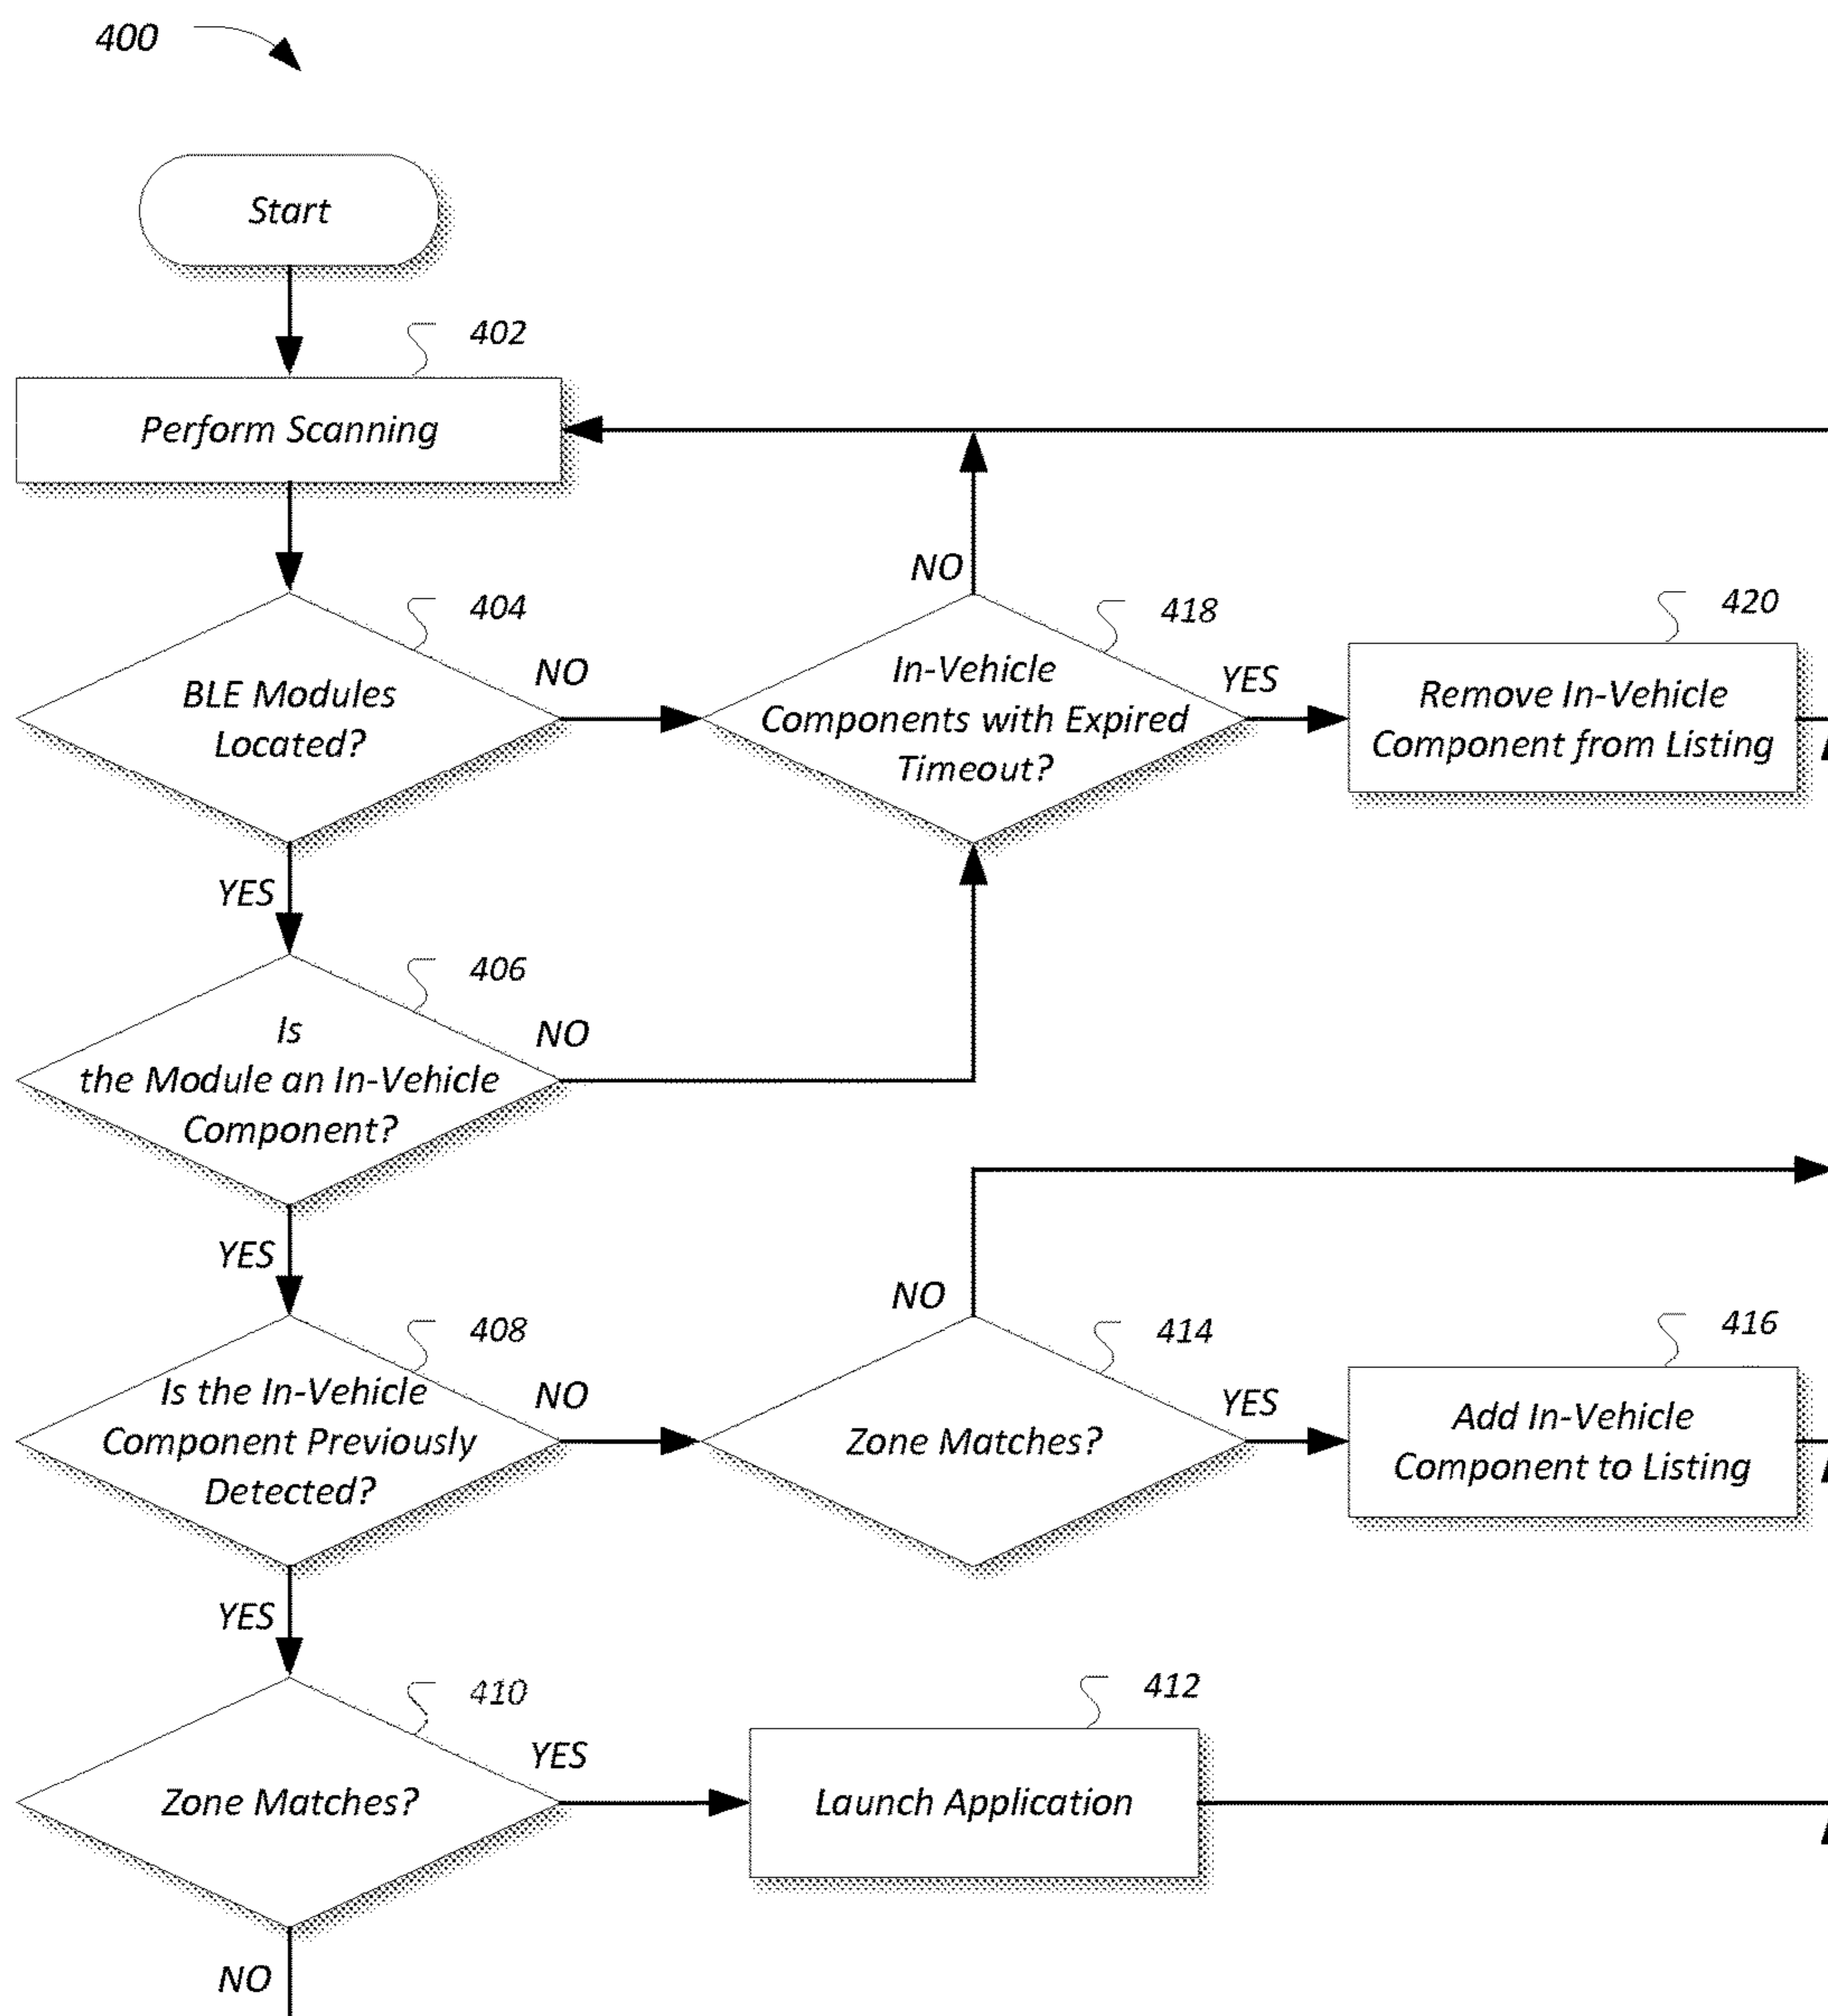 400
Start
402
Perform Scanning
404
BLE Modules
Located?
NO
YES
418
NO
In-Vehicle
Components with Expired
Timeout?
YES
420
Remove In-Vehicle
Component from Listing
406
Is
the Module an In-Vehicle
Component?
NO
YES
408
Is the In-Vehicle
Component Previously
Detected?
NO
YES
414
NO
Zone Matches?
YES
416
Add In-Vehicle
Component to Listing
410
Zone Matches?
YES
NO
412
Launch Application